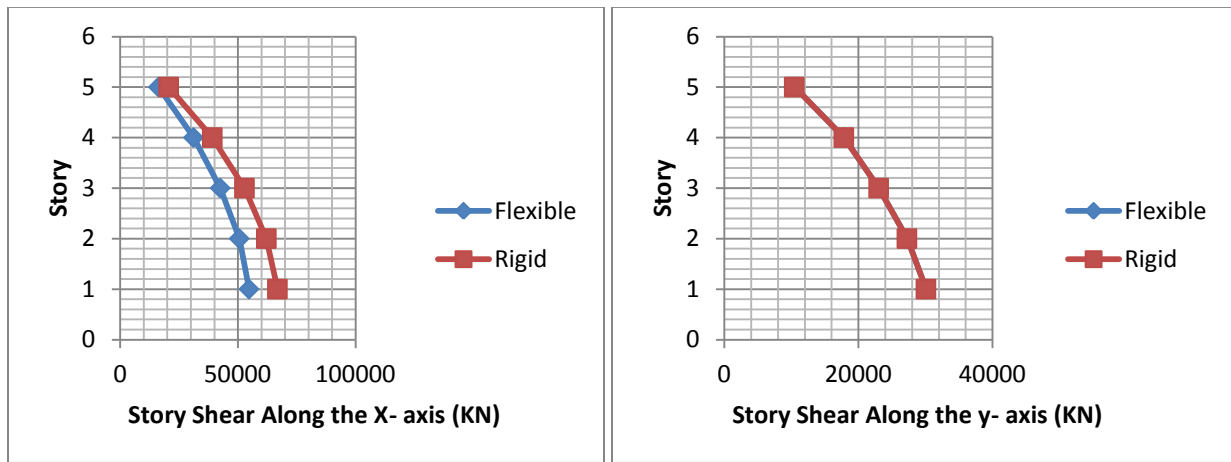 6
5
4
3
2
1
0
Story
0 50000 100000
Story Shear Along the X- axis (KN)
Flexible
Rigid
6
5
4
3
2
1
0
Story
0 20000 40000
Story Shear Along the y- axis (KN)
Flexible
Rigid